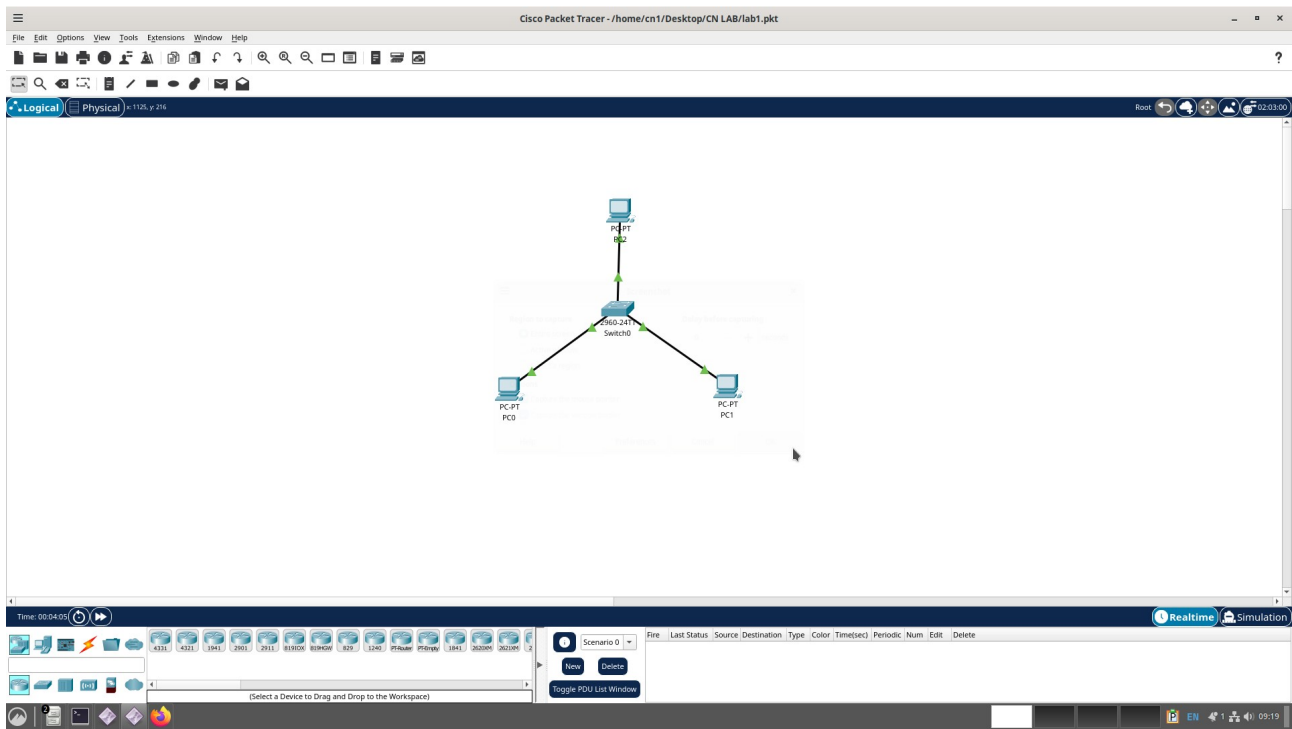 Cisco Packet Tracer - /home/cn1/Desktop/CN LAB/lab1.pkt
File Edit Options View Tools Extensions Window Help
?
Logical Physical x: 1125, y: 216 Root 02:03:00
PC-PT
PC2
2960-24TT
Switch0
PC-PT
PC0
PC-PT
PC1
Time: 00:04:05 Realtime Simulation
4331 4321 1941 2901 2911 819IOX 819HGW 829 1240 PT-Router PT-Empty 1841 2620XM 2621XM 2
(Select a Device to Drag and Drop to the Workspace)
Scenario 0
New Delete
Toggle PDU List Window
Fire Last Status Source Destination Type Color Time(sec) Periodic Num Edit Delete
2 EN 1 09:19